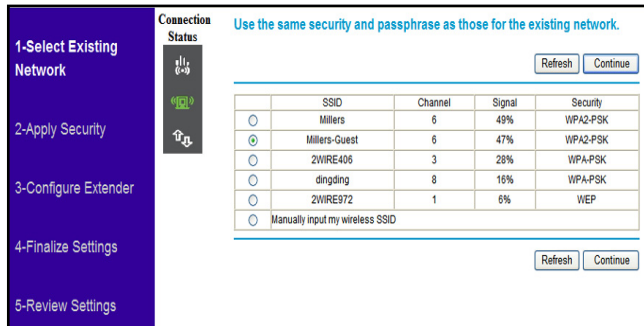 1-Select Existing
Network
2-Apply Security
3-Configure Extender
4-Finalize Settings
5-Review Settings
Connection
Status
Use the same security and passphrase as those for the existing network.
Refresh Continue
SSID Channel Signal Security
Millers 6 49% WPA2-PSK
Millers-Guest 6 47% WPA2-PSK
2WIRE406 3 28% WPA-PSK
dingding 8 16% WPA-PSK
2WIRE972 1 6% WEP
Manually input my wireless SSID
Refresh Continue